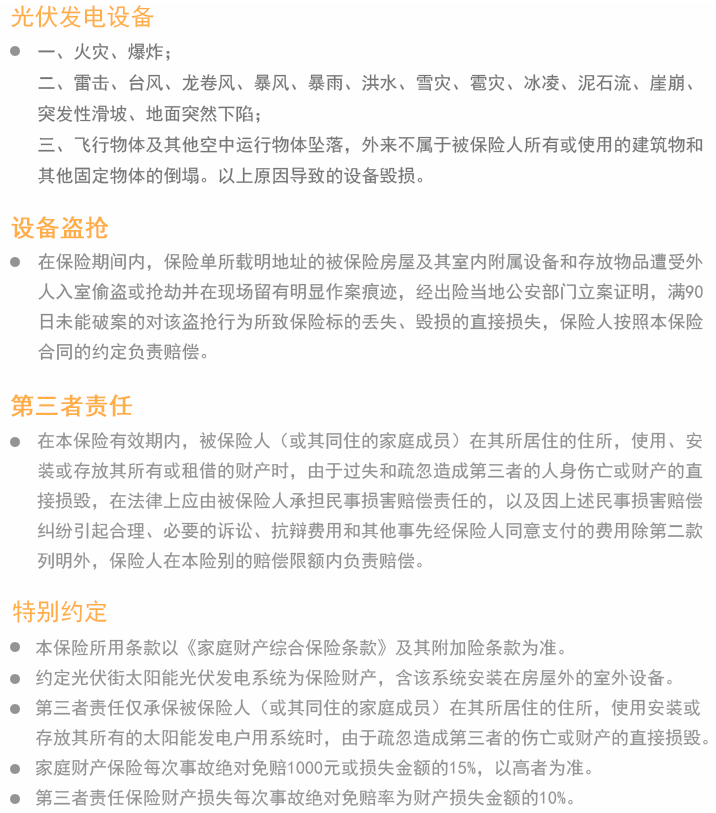 光伏发电设备
一、火灾、爆炸；
二、雷击、台风、龙卷风、暴风、暴雨、洪水、雪灾、雹灾、冰凌、泥石流、崖崩、
突发性滑坡、地面突然下陷；
三、飞行物体及其他空中运行物体坠落，外来不属于被保险人所有或使用的建筑物和
其他固定物体的倒塌。以上原因导致的设备毁损。
设备盗抢
在保险期间内，保险单所载明地址的被保险房屋及其室内附属设备和存放物品遭受外
人入室偷盗或抢劫并在现场留有明显作案痕迹，经出险当地公安部门立案证明，满90
日未能破案的对该盗抢行为所致保险标的丢失、毁损的直接损失，保险人按照本保险
合同的约定负责赔偿。
第三者责任
在本保险有效期内，被保险人（或其同住的家庭成员）在其所居住的住所，使用、安
装或存放其所有或租借的财产时，由于过失和疏忽造成第三者的人身伤亡或财产的直
接损毁，在法律上应由被保险人承担民事损害赔偿责任的，以及因上述民事损害赔偿
纠纷引起合理、必要的诉讼、抗辩费用和其他事先经保险人同意支付的费用除第二款
列明外，保险人在本险别的赔偿限额内负责赔偿。
特别约定
本保险所用条款以《家庭财产综合保险条款》及其附加险条款为准。
约定光伏街太阳能光伏发电系统为保险财产，含该系统安装在房屋外的室外设备。
第三者责任仅承保被保险人（或其同住的家庭成员）在其所居住的住所，使用安装或
存放其所有的太阳能发电户用系统时，由于疏忽造成第三者的伤亡或财产的直接损毁。
家庭财产保险每次事故绝对免赔1000元或损失金额的15%，以高者为准。
第三者责任保险财产损失每次事故绝对免赔率为财产损失金额的10%。